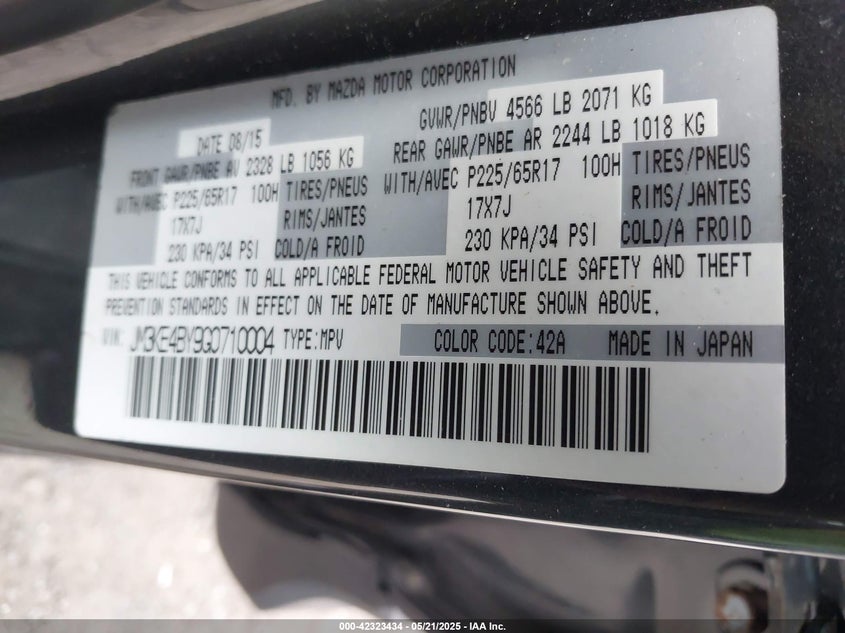 MFD. BY MAZDA MOTOR CORPORATION
DATE 08/15 GVWR/PNBV 4566 LB 2071 KG
FRONT GAWR/PNBE AV 2328 LB 1056 KG REAR GAWR/PNBE AR 2244 LB 1018 KG
WITH/AVEC P225/65R17 100H TIRES/PNEUS WITH/AVEC P225/65R17 100H TIRES/PNEUS
17X7J RIMS/JANTES 17X7J RIMS/JANTES
230 KPA/34 PSI COLD/A FROID 230 KPA/34 PSI COLD/A FROID
THIS VEHICLE CONFORMS TO ALL APPLICABLE FEDERAL MOTOR VEHICLE SAFETY AND THEFT
PREVENTION STANDARDS IN EFFECT ON THE DATE OF MANUFACTURE SHOWN ABOVE.
VIN: JM3KE4BY9G0710004 TYPE:MPV COLOR CODE:42A MADE IN JAPAN
000-42323434 - 05/21/2025 - IAA Inc.